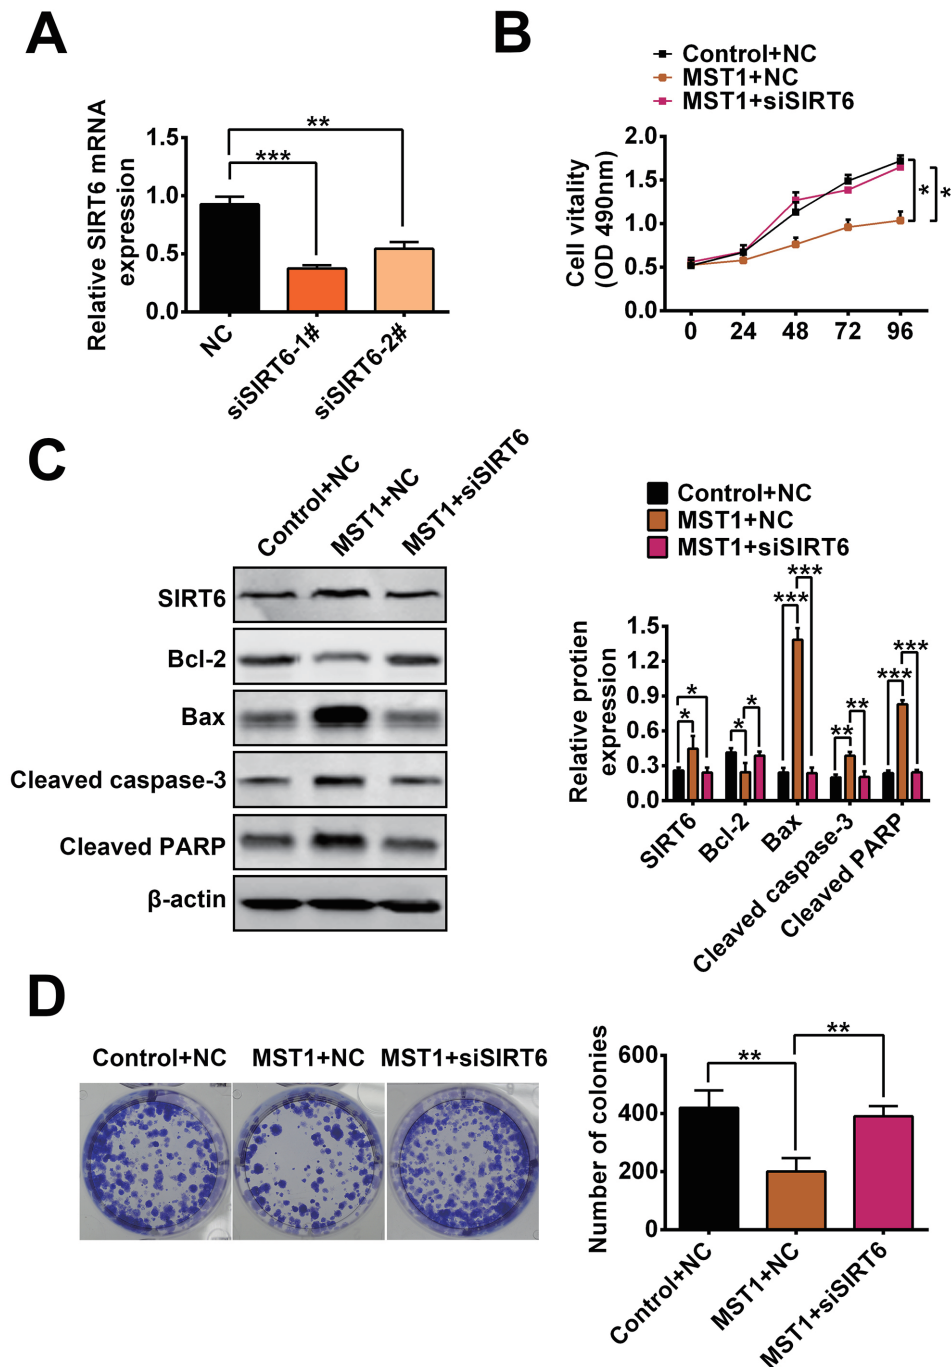 A
Relative SIRT6 mRNA
expression
1.5
1.0
0.5
0.0
**
***
NC
siSIRT6-1#
siSIRT6-2#
B
Control+NC
MST1+NC
MST1+siSIRT6
Cell vitality
(OD 490nm)
2.0
1.5
1.0
0.5
0.0
0 24 48 72 96
* *
C
Control+NC
MST1+NC
MST1+siSIRT6
SIRT6
Bcl-2
Bax
Cleaved caspase-3
Cleaved PARP
β-actin
Control+NC
MST1+NC
MST1+siSIRT6
Relative protien
expression
1.5
1.2
0.9
0.6
0.3
0.0
*
*
*
*
***
***
**
**
***
***
SIRT6
Bcl-2
Bax
Cleaved caspase-3
Cleaved PARP
D
Control+NC MST1+NC MST1+siSIRT6
Number of colonies
600
400
200
0
**
**
Control+NC
MST1+NC
MST1+siSIRT6